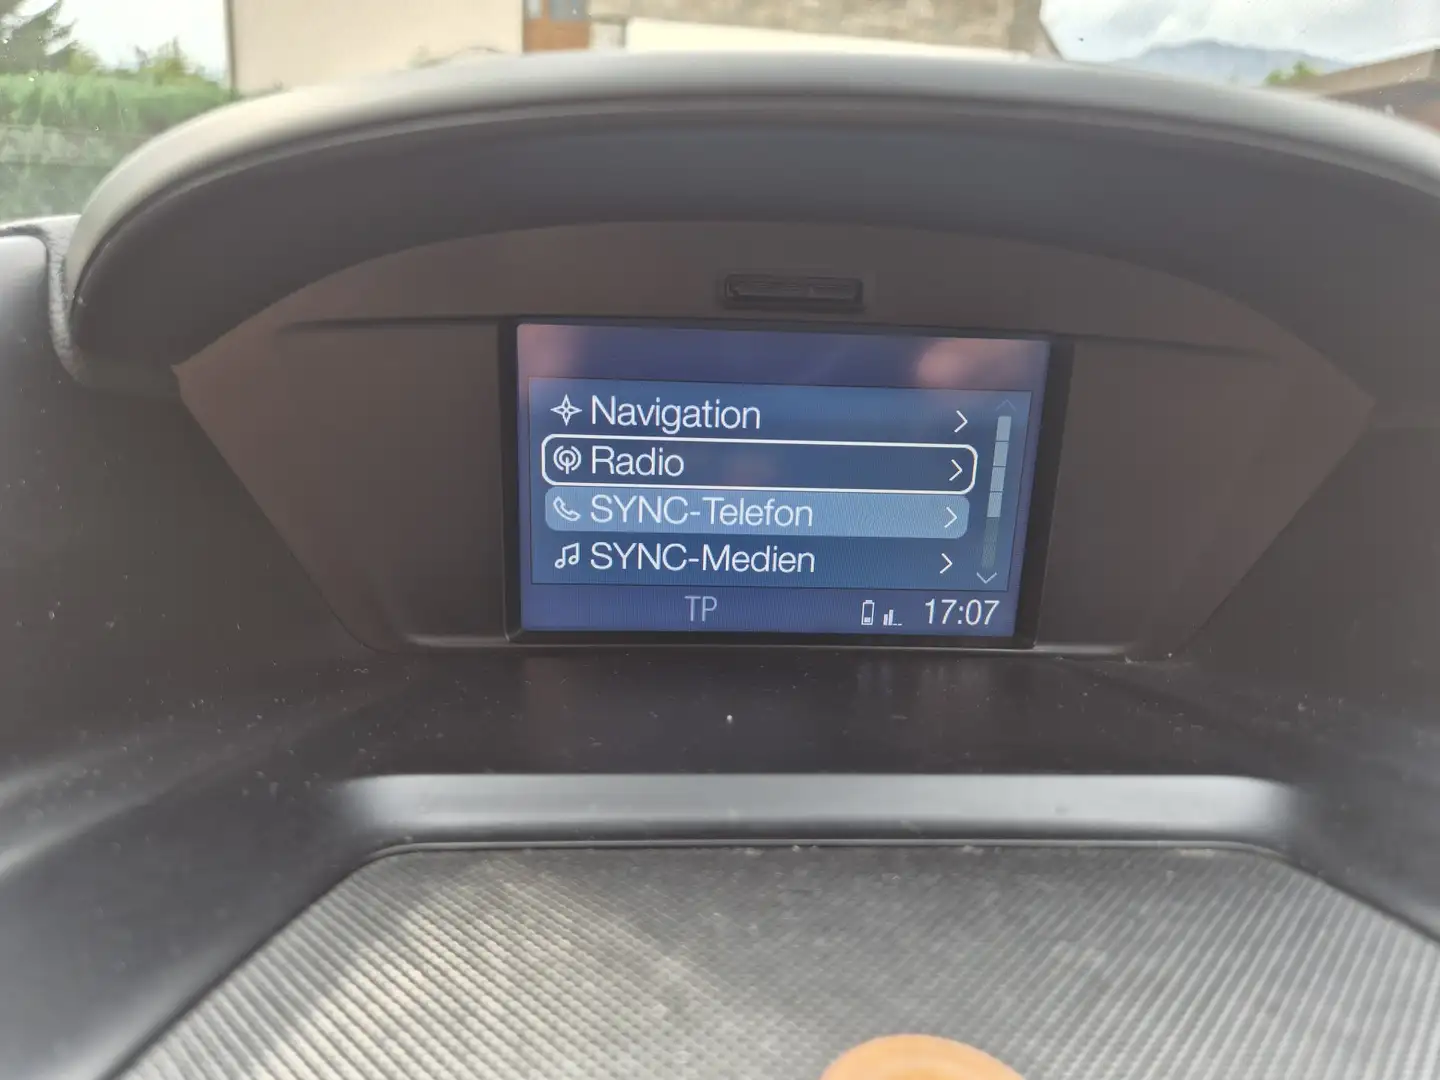 Navigation
Radio
SYNC-Telefon
SYNC-Medien
TP 17:07